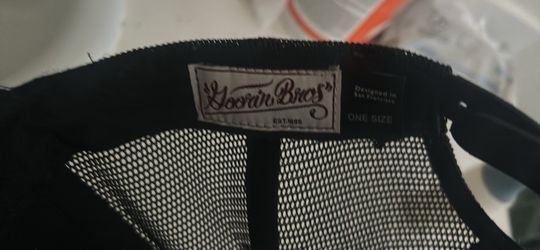 "Goorin Bros"
EST. 1895
Designed in
San Francisco
ONE SIZE